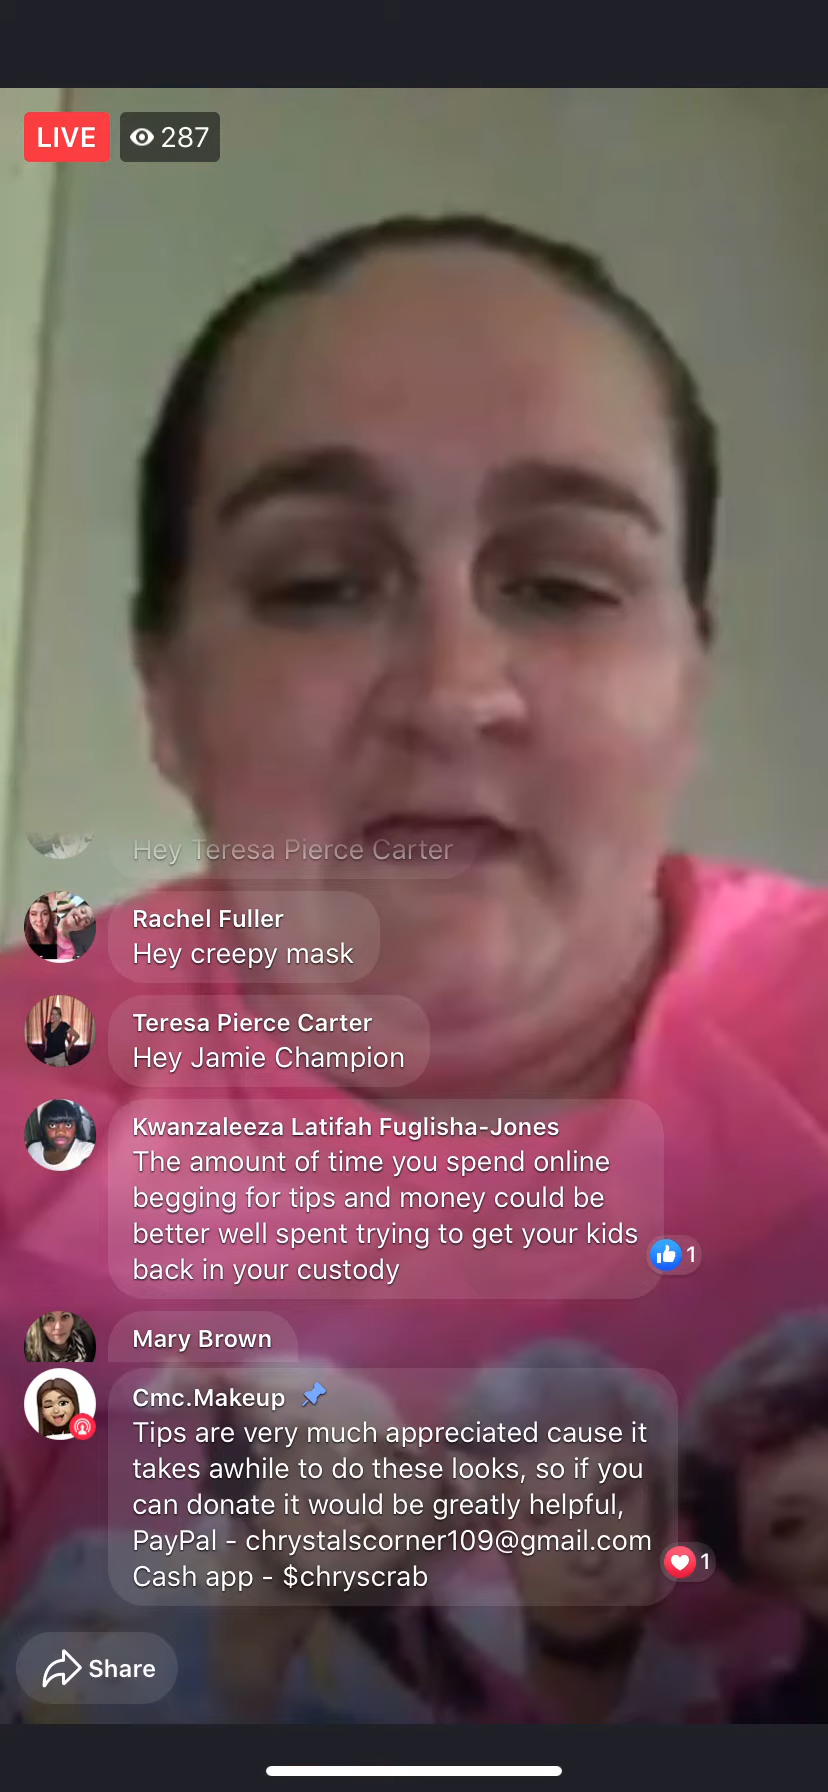 LIVE 287
Hey Teresa Pierce Carter
Rachel Fuller
Hey creepy mask
Teresa Pierce Carter
Hey Jamie Champion
Kwanzaleeza Latifah Fuglisha-Jones
The amount of time you spend online
begging for tips and money could be
better well spent trying to get your kids
back in your custody
1
Mary Brown
Cmc.Makeup
Tips are very much appreciated cause it
takes awhile to do these looks, so if you
can donate it would be greatly helpful,
PayPal - chrystalscorner109@gmail.com
Cash app - $chryscrab
1
Share